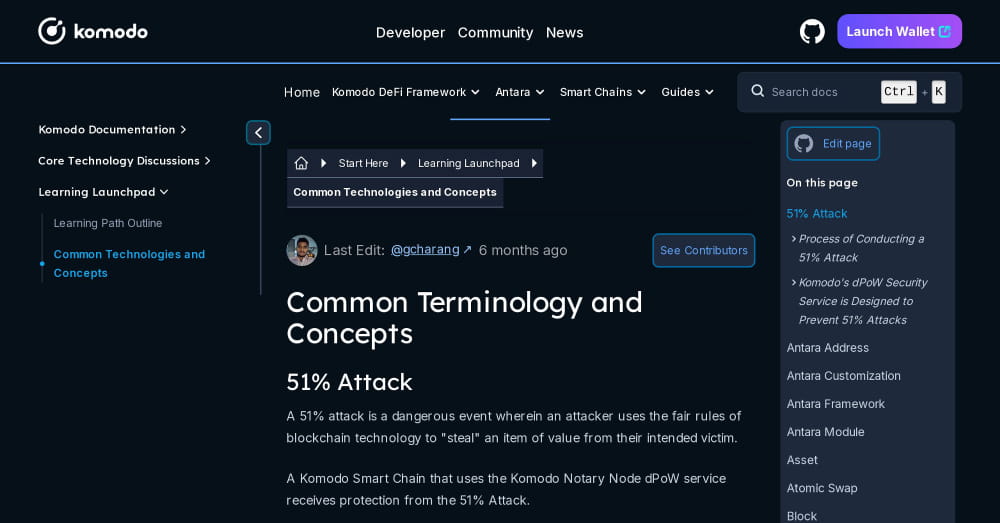 komodo
Developer Community News
Launch Wallet
Home Komodo DeFi Framework Antara Smart Chains Guides
Search docs Ctrl + K
Komodo Documentation
Core Technology Discussions
Learning Launchpad
Learning Path Outline
Common Technologies and
Concepts
Start Here Learning Launchpad
Common Technologies and Concepts
Last Edit: @gcharang ↗ 6 months ago
See Contributors
Common Terminology and
Concepts
51% Attack
A 51% attack is a dangerous event wherein an attacker uses the fair rules of
blockchain technology to "steal" an item of value from their intended victim.
A Komodo Smart Chain that uses the Komodo Notary Node dPoW service
receives protection from the 51% Attack.
Edit page
On this page
51% Attack
Process of Conducting a
51% Attack
Komodo's dPoW Security
Service is Designed to
Prevent 51% Attacks
Antara Address
Antara Customization
Antara Framework
Antara Module
Asset
Atomic Swap
Block